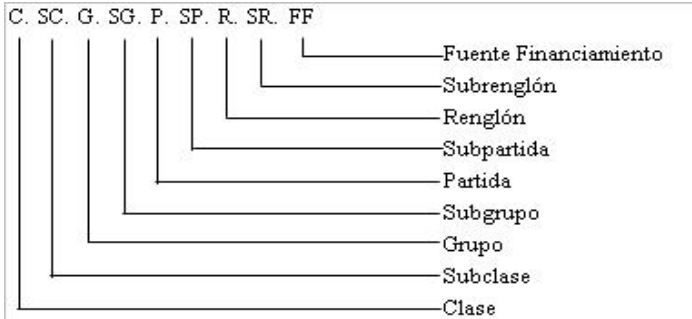 C. SC. G. SG. P. SP. R. SR. FF
Fuente Financiamiento
Subrenglón
Renglón
Subpartida
Partida
Subgrupo
Grupo
Subclase
Clase